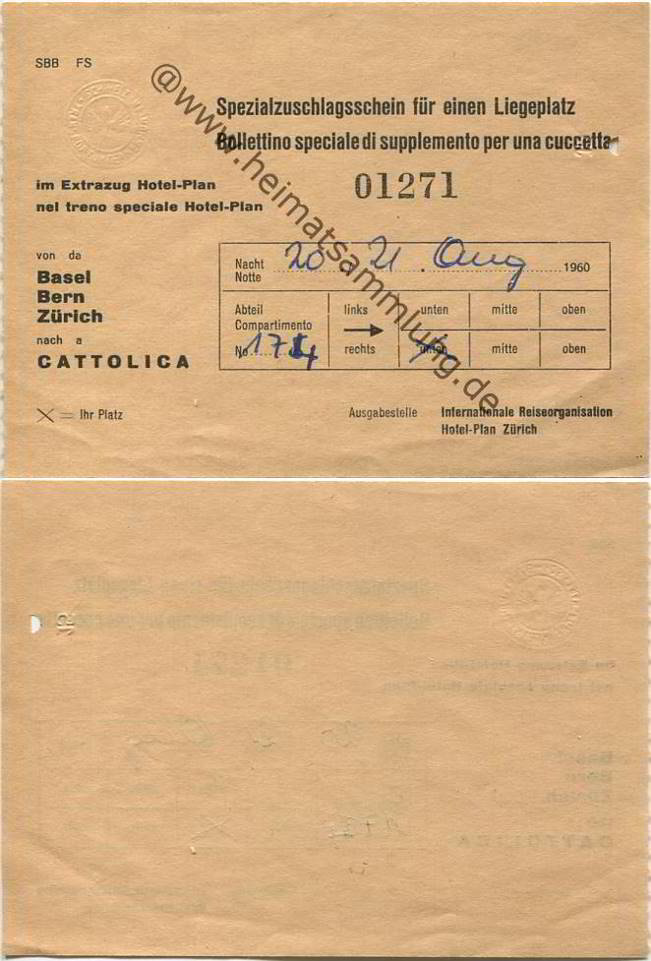 SBB FS
Spezialzuschlagsschein für einen Liegeplatz
Bollettino speciale di supplemento per una cuccetta
01271
im Extrazug Hotel-Plan
nel treno speciale Hotel-Plan
von da
Basel
Bern
Zürich
nach a
CATTOLICA
Nacht 20 21. Aug 1960
Notte
Abteil links unten mitte oben
Compartimento
No. rechts unten mitte oben
X = Ihr Platz
Ausgabestelle Internationale Reiseorganisation
Hotel-Plan Zürich
@www.heimatsammlung.de